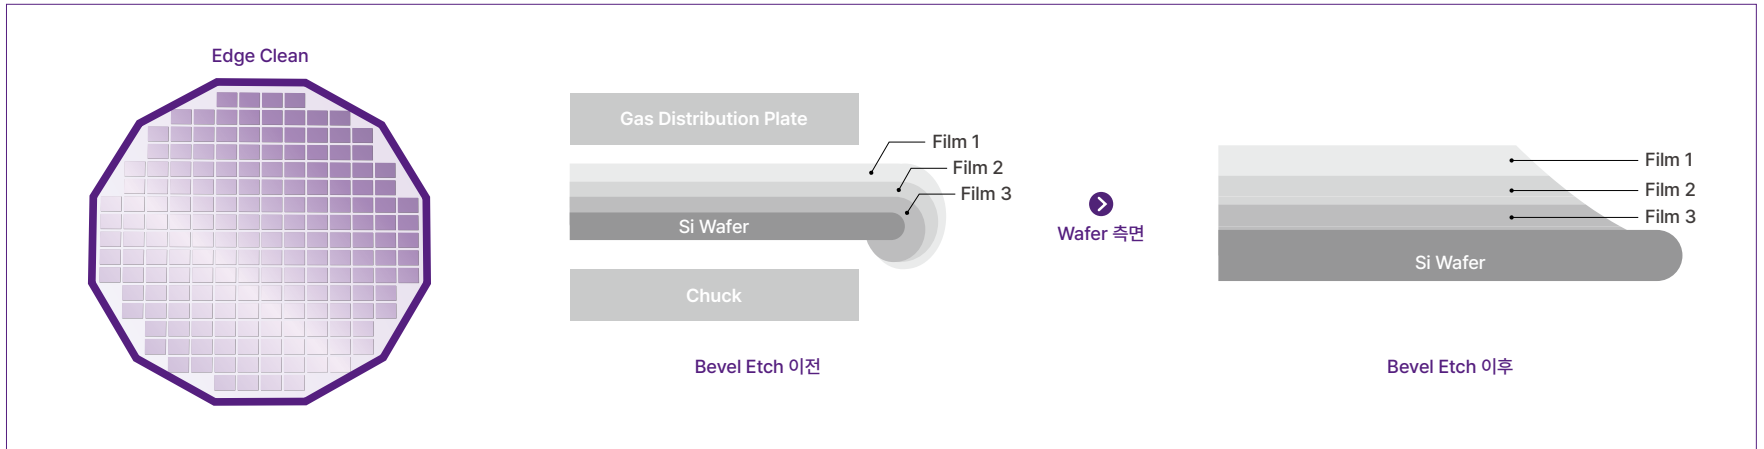 Edge Clean
Gas Distribution Plate
Film 1
Film 2
Film 3
Si Wafer
Chuck
Bevel Etch 이전
Wafer 측면
Film 1
Film 2
Film 3
Si Wafer
Bevel Etch 이후